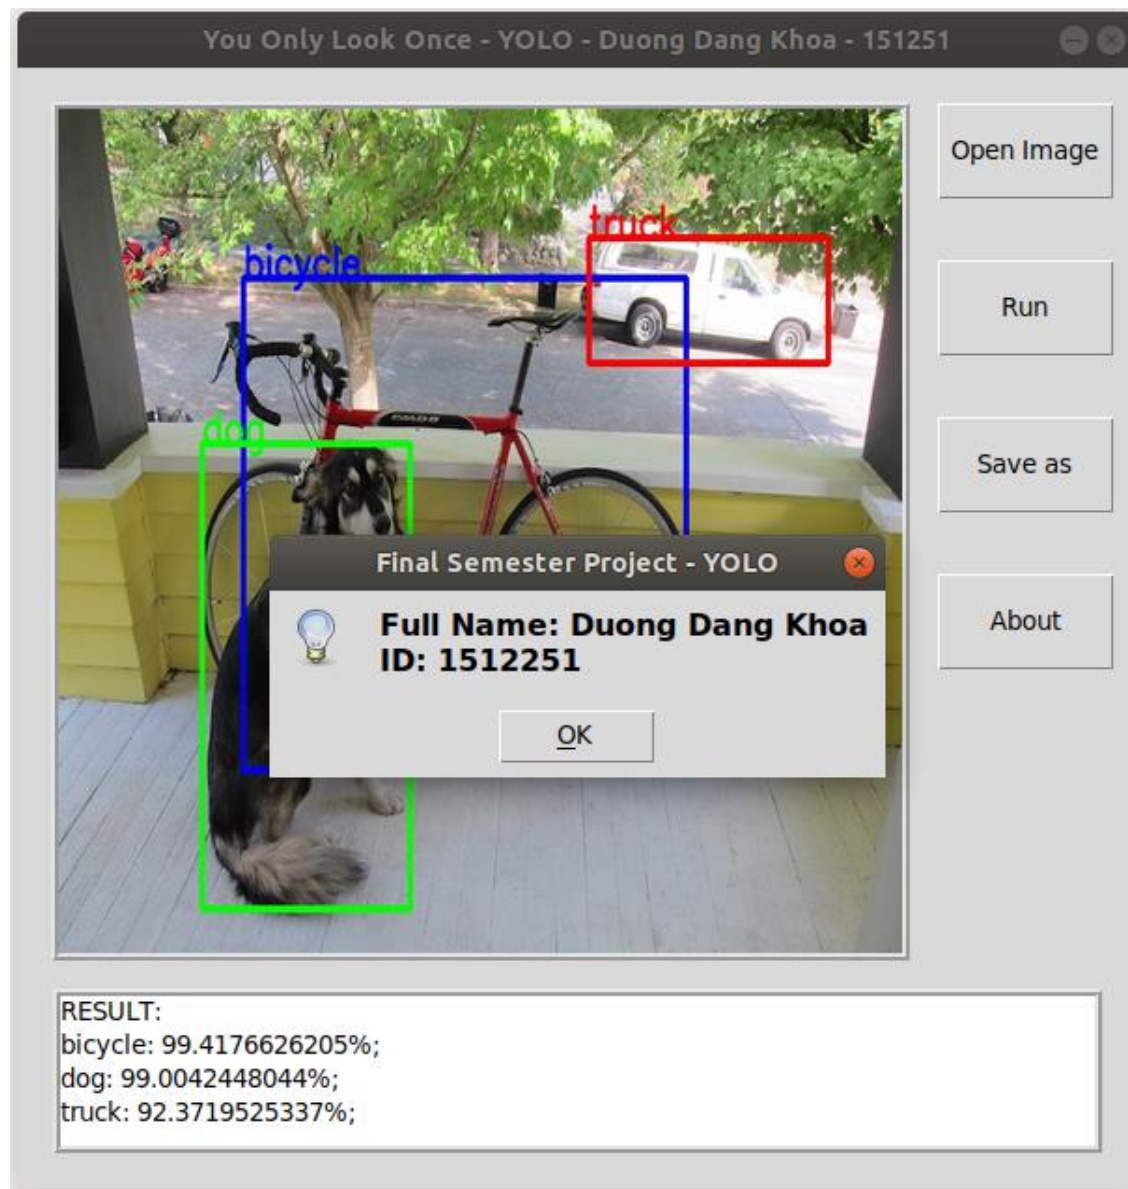 You Only Look Once - YOLO - Duong Dang Khoa - 151251
Open Image
Run
Save as
About
truck
bicycle
dog
Final Semester Project - YOLO
Full Name: Duong Dang Khoa
ID: 1512251
OK
RESULT:
bicycle: 99.4176626205%;
dog: 99.0042448044%;
truck: 92.3719525337%;